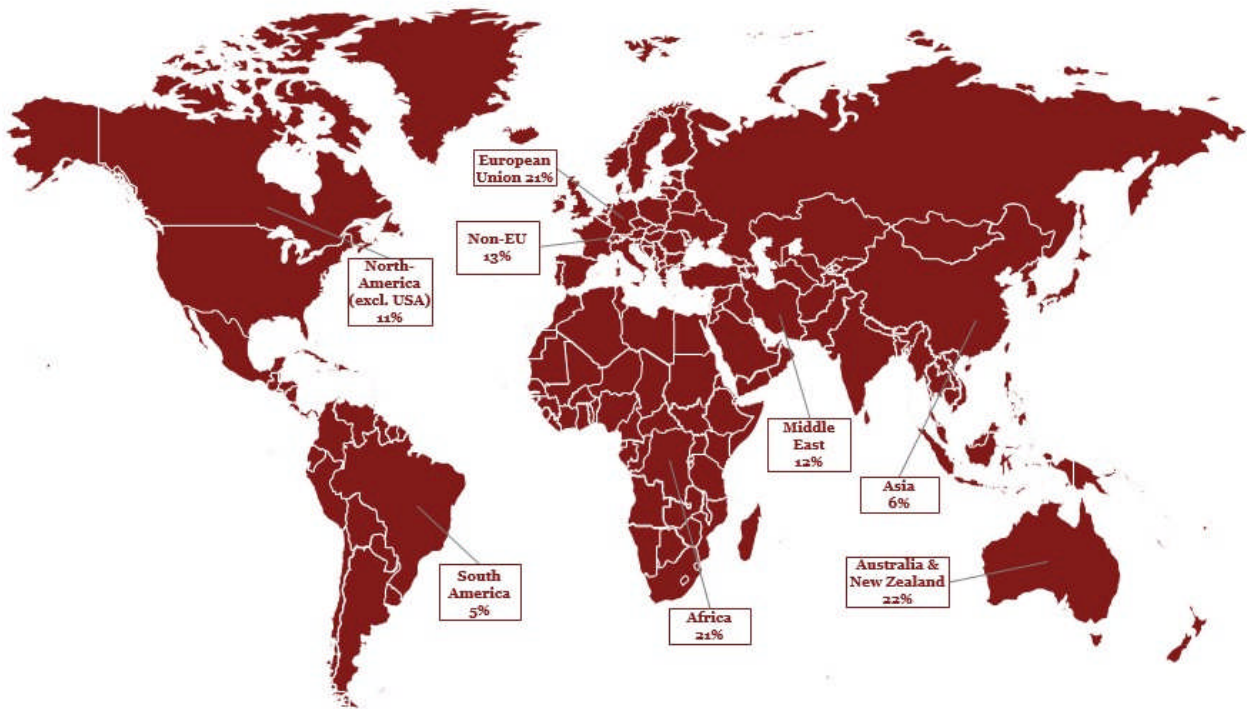 European
Union 21%
Non-EU
13%
North-
America
(excl. USA)
11%
Middle
East
12%
Asia
6%
South
America
5%
Africa
21%
Australia &
New Zealand
22%